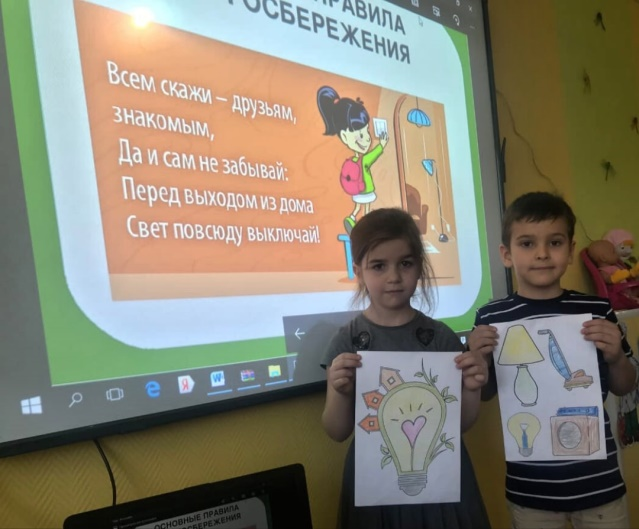 ПРАВИЛА
ОСБЕРЕЖЕНИЯ
Всем скажи – друзьям,
знакомым,
Да и сам не забывай:
Перед выходом из дома
Свет повсюду выключай!
ОСНОВНЫЕ ПРАВИЛА
ОСБЕРЕЖЕНИЯ